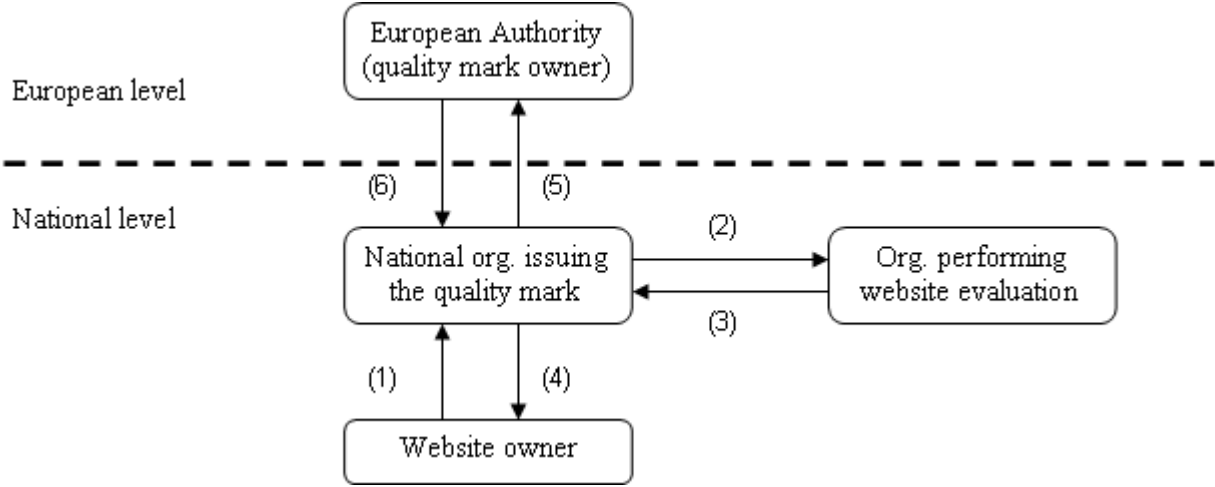 European Authority
(quality mark owner)
European level
(6)
(5)
National level
National org. issuing
the quality mark
(2)
Org. performing
website evaluation
(3)
(1)
(4)
Website owner